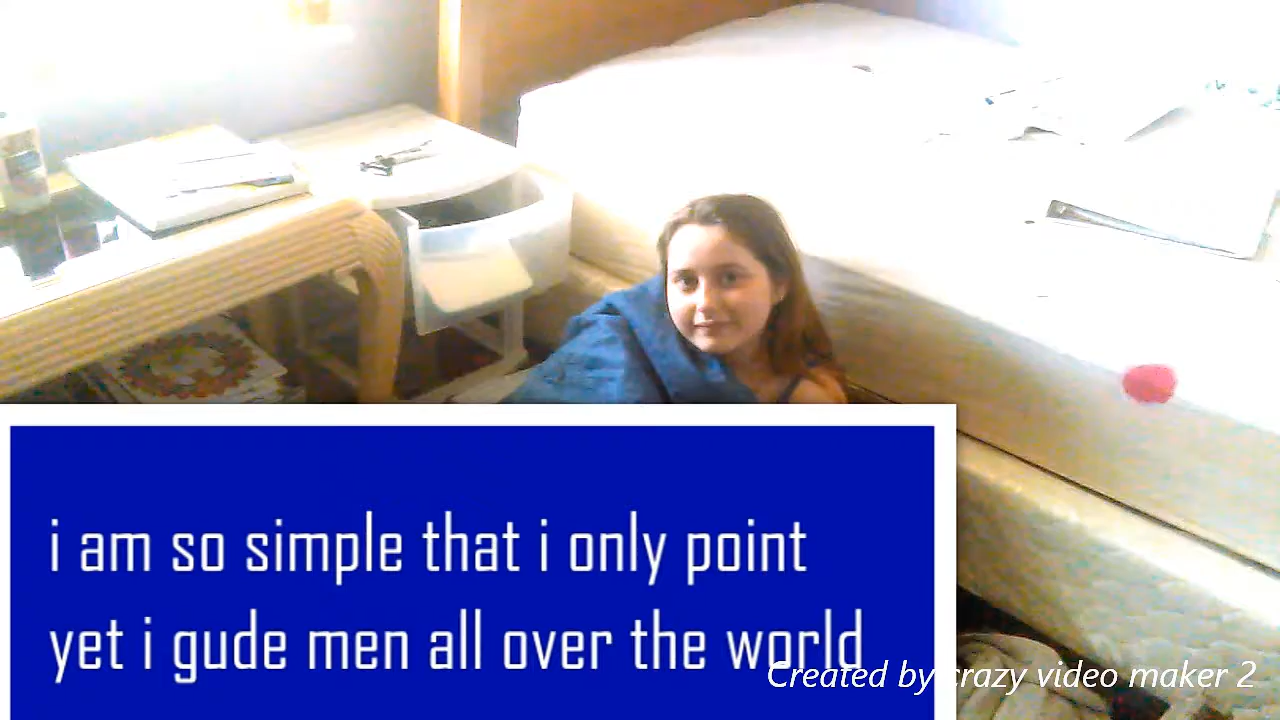 i am so simple that i only point
yet i gude men all over the world
Created by crazy video maker 2